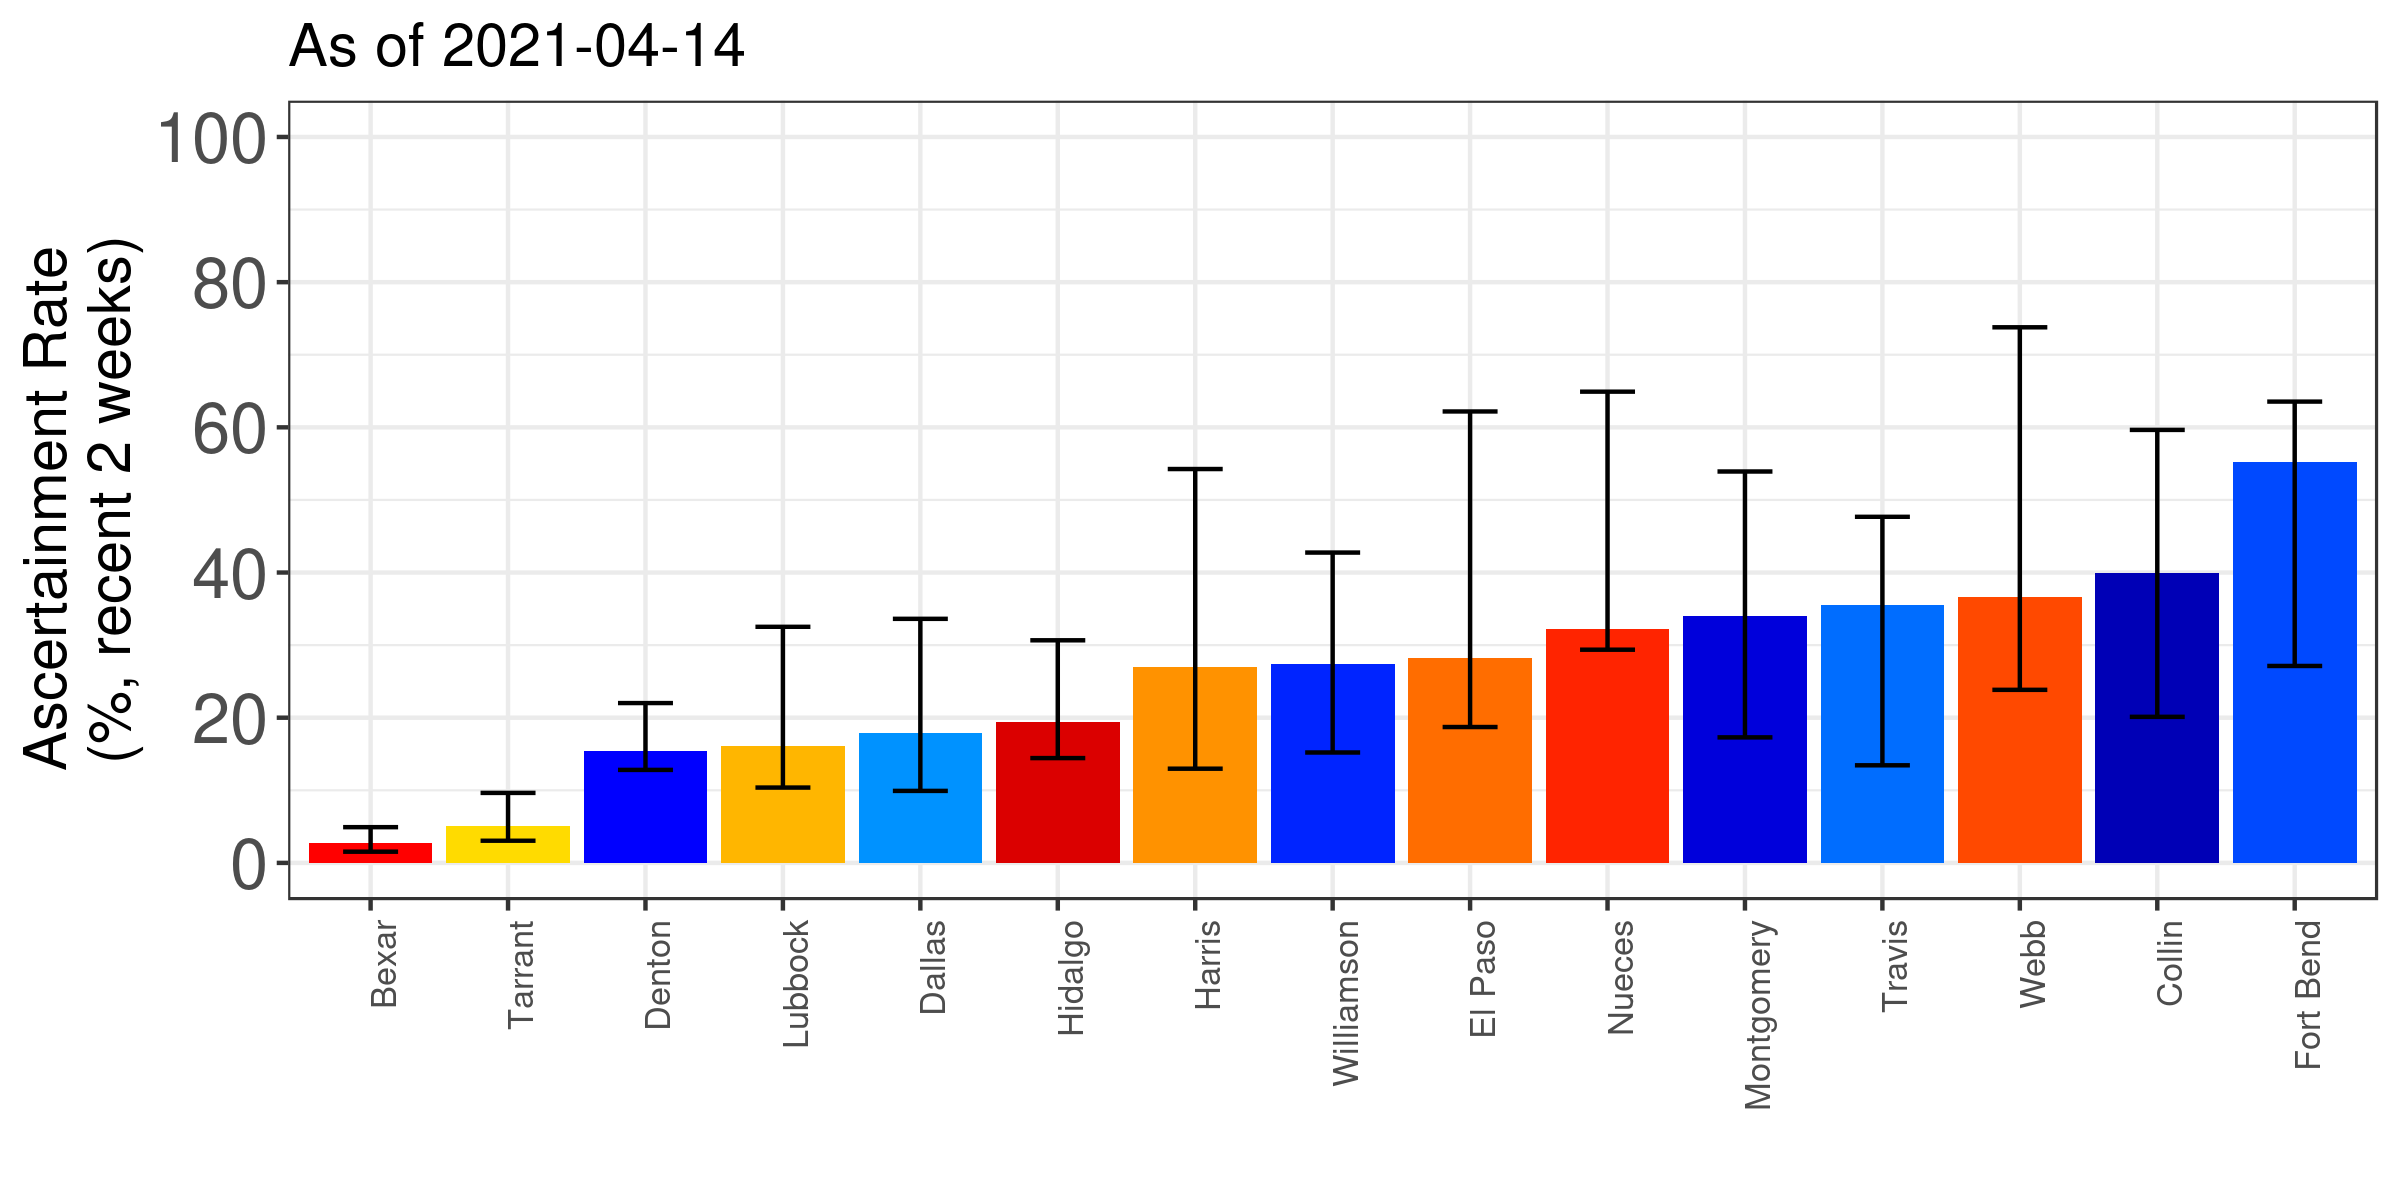 As of 2021-04-14
Ascertainment Rate
(%, recent 2 weeks)
100
80
60
40
20
0
Bexar
Tarrant
Denton
Lubbock
Dallas
Hidalgo
Harris
Williamson
El Paso
Nueces
Montgomery
Travis
Webb
Collin
Fort Bend